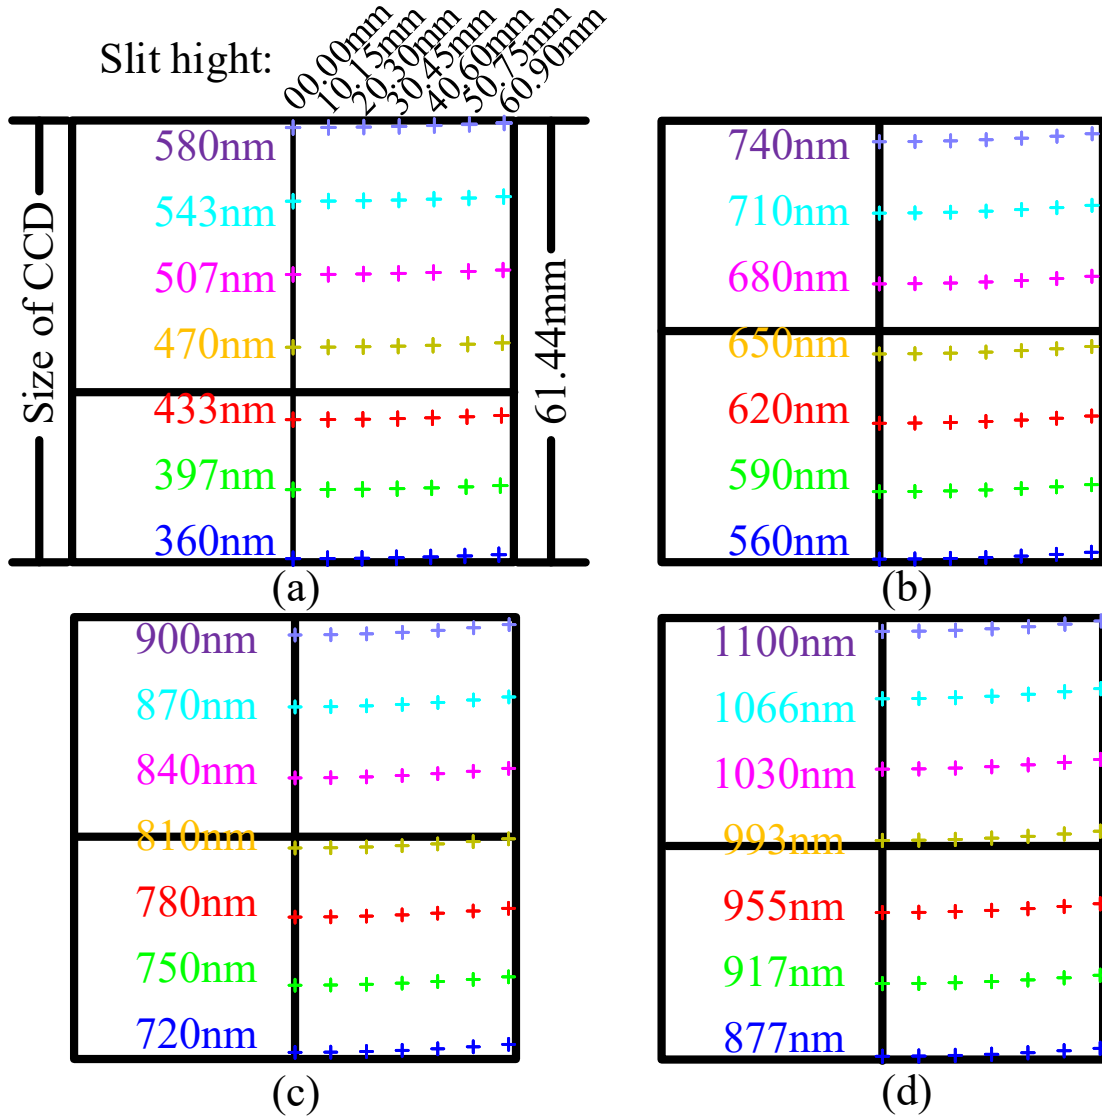 Slit hight:
00.00mm
10.15mm
20.30mm
30.45mm
40.60mm
50.75mm
60.90mm
Size of CCD
580nm
543nm
507nm
470nm
433nm
397nm
360nm
61.44mm
(a)
740nm
710nm
680nm
650nm
620nm
590nm
560nm
(b)
900nm
870nm
840nm
810nm
780nm
750nm
720nm
(c)
1100nm
1066nm
1030nm
993nm
955nm
917nm
877nm
(d)